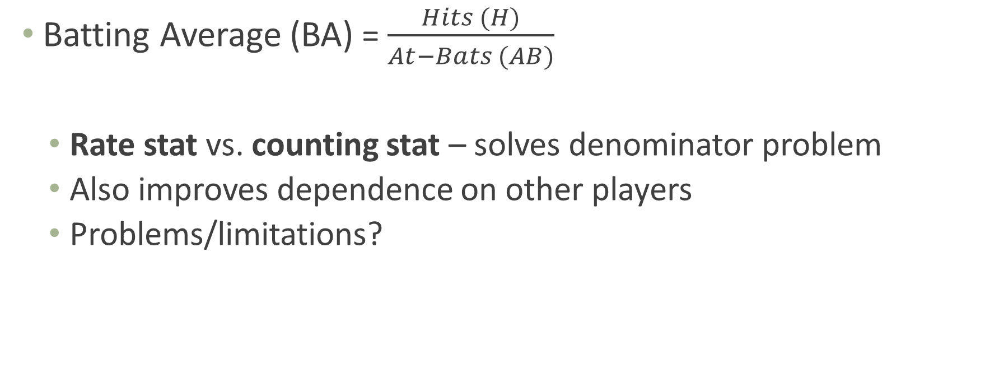 • Batting Average (BA) = Hits (H) / At−Bats (AB)
• Rate stat vs. counting stat – solves denominator problem
• Also improves dependence on other players
• Problems/limitations?